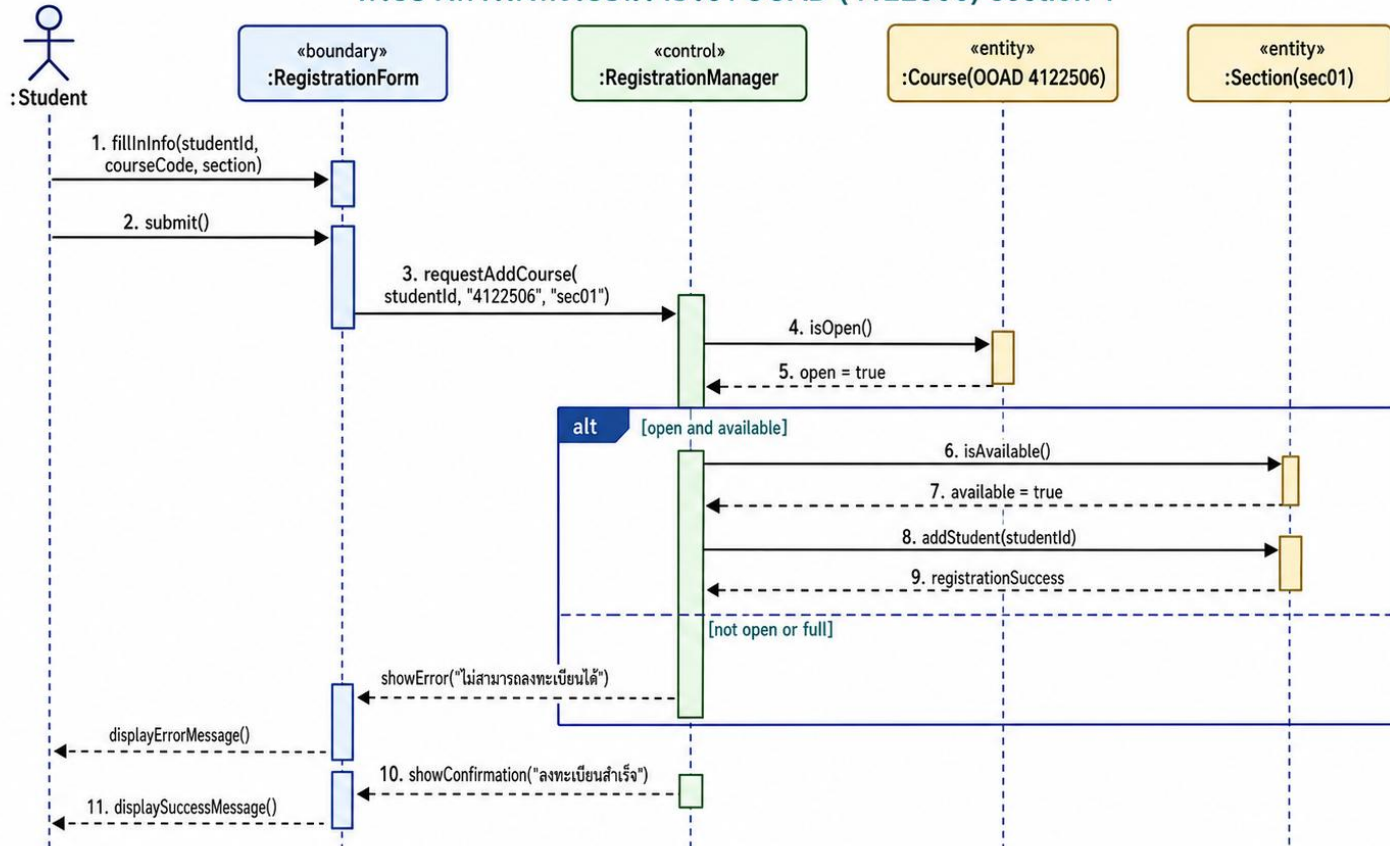 :Student
«boundary»
:RegistrationForm
«control»
:RegistrationManager
«entity»
:Course(OOAD 4122506)
«entity»
:Section(sec01)
1. fillInInfo(studentId,
courseCode, section)
2. submit()
3. requestAddCourse(
studentId, "4122506", "sec01")
4. isOpen()
5. open = true
alt
[open and available]
6. isAvailable()
7. available = true
8. addStudent(studentId)
9. registrationSuccess
[not open or full]
showError("ไม่สามารถลงทะเบียนได้")
displayErrorMessage()
10. showConfirmation("ลงทะเบียนสำเร็จ")
11. displaySuccessMessage()